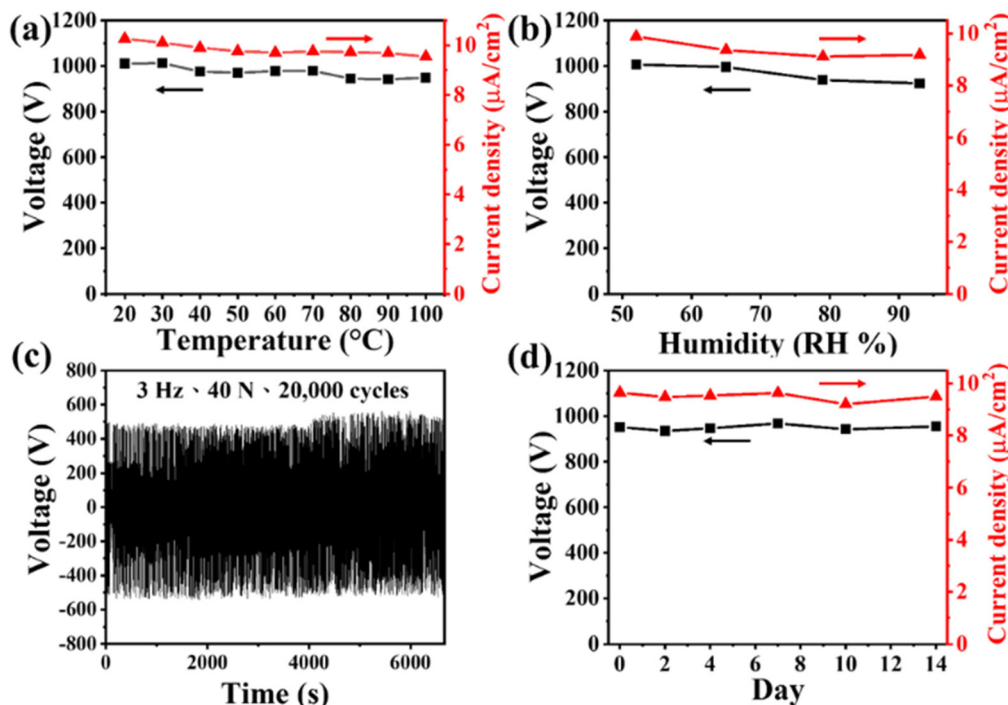 (a)
1200
1000
800
600
400
200
0
Voltage (V)
20 30 40 50 60 70 80 90 100
Temperature (°C)
10
8
6
4
2
0
Current density (μA/cm²)
(b)
1200
1000
800
600
400
200
0
Voltage (V)
50 60 70 80 90
Humidity (RH %)
10
8
6
4
2
0
Current density (μA/cm²)
(c)
3 Hz、40 N、20,000 cycles
800
600
400
200
0
-200
-400
-600
-800
Voltage (V)
0 2000 4000 6000
Time (s)
(d)
1200
1000
800
600
400
200
0
Voltage (V)
0 2 4 6 8 10 12 14
Day
10
8
6
4
2
0
Current density (μA/cm²)